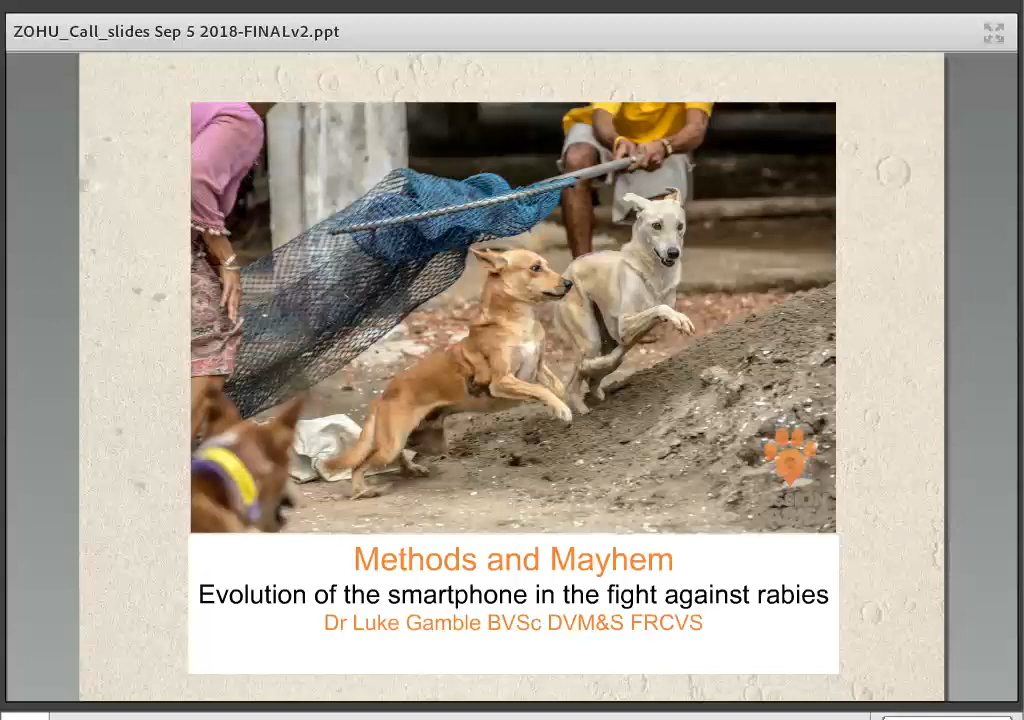 ZOHU_Call_slides Sep 5 2018-FINALv2.ppt
Methods and Mayhem
Evolution of the smartphone in the fight against rabies
Dr Luke Gamble BVSc DVM&S FRCVS